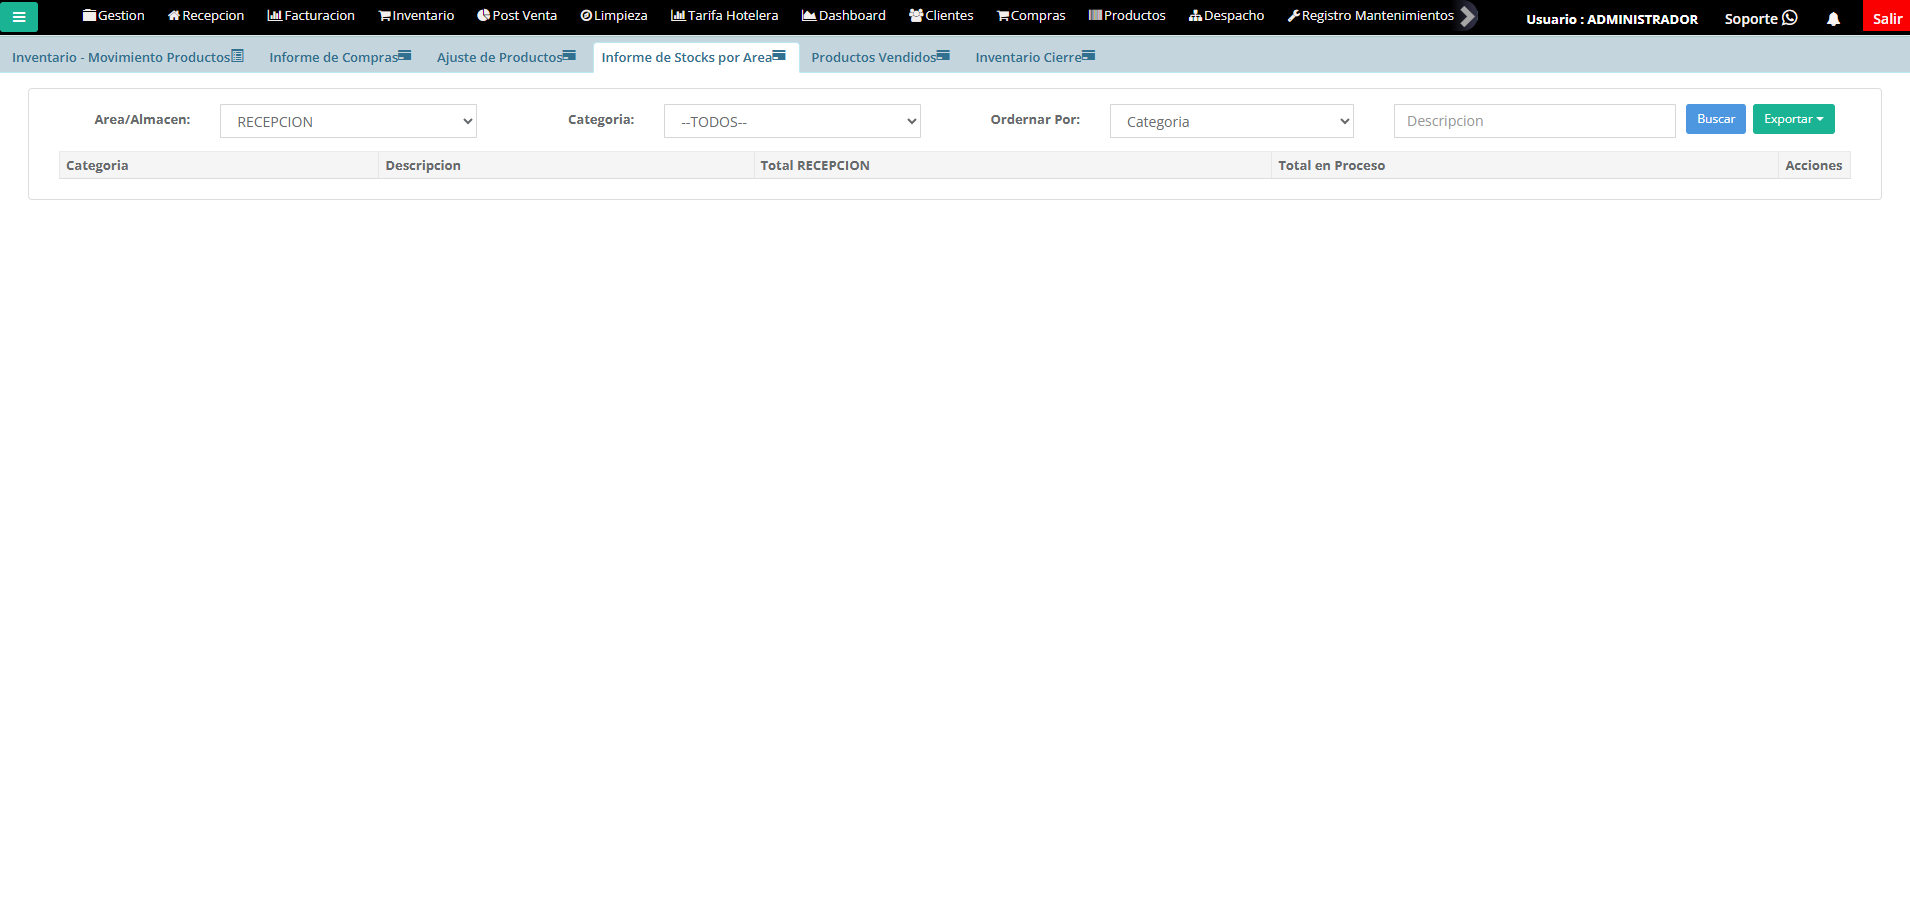 Gestion Recepcion Facturacion Inventario Post Venta Limpieza Tarifa Hotelera Dashboard Clientes Compras Productos Despacho Registro Mantenimientos Usuario : ADMINISTRADOR Soporte Salir
Inventario - Movimiento Productos Informe de Compras Ajuste de Productos Informe de Stocks por Area Productos Vendidos Inventario Cierre
Area/Almacen: RECEPCION Categoria: --TODOS-- Ordernar Por: Categoria Descripcion Buscar Exportar
Categoria Descripcion Total RECEPCION Total en Proceso Acciones